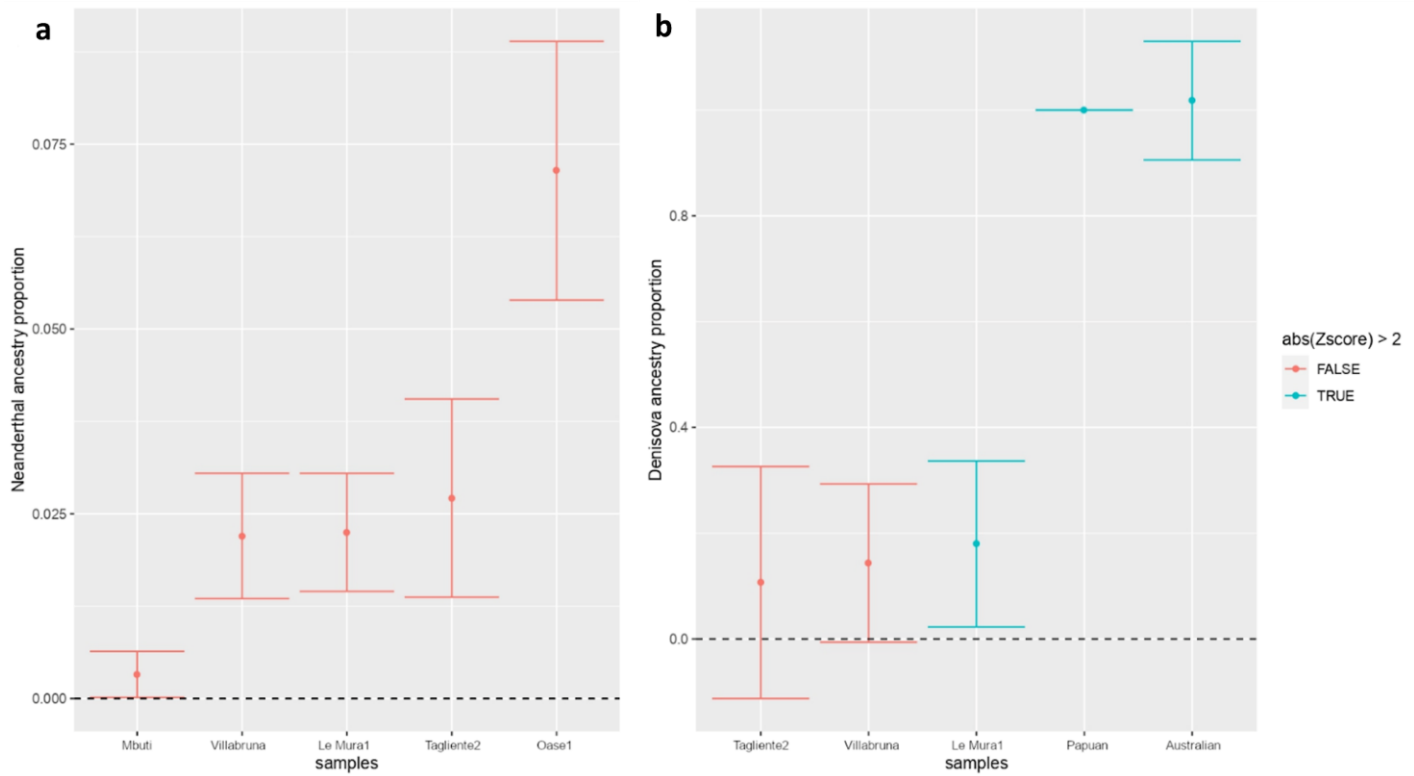 a
Neanderthal ancestry proportion
0.075
0.050
0.025
0.000
Mbuti Villabruna Le Mura1 Tagliente2 Oase1
samples
b
Denisova ancestry proportion
0.8
0.4
0.0
Tagliente2 Villabruna Le Mura1 Papuan Australian
samples
abs(Zscore) > 2
FALSE
TRUE